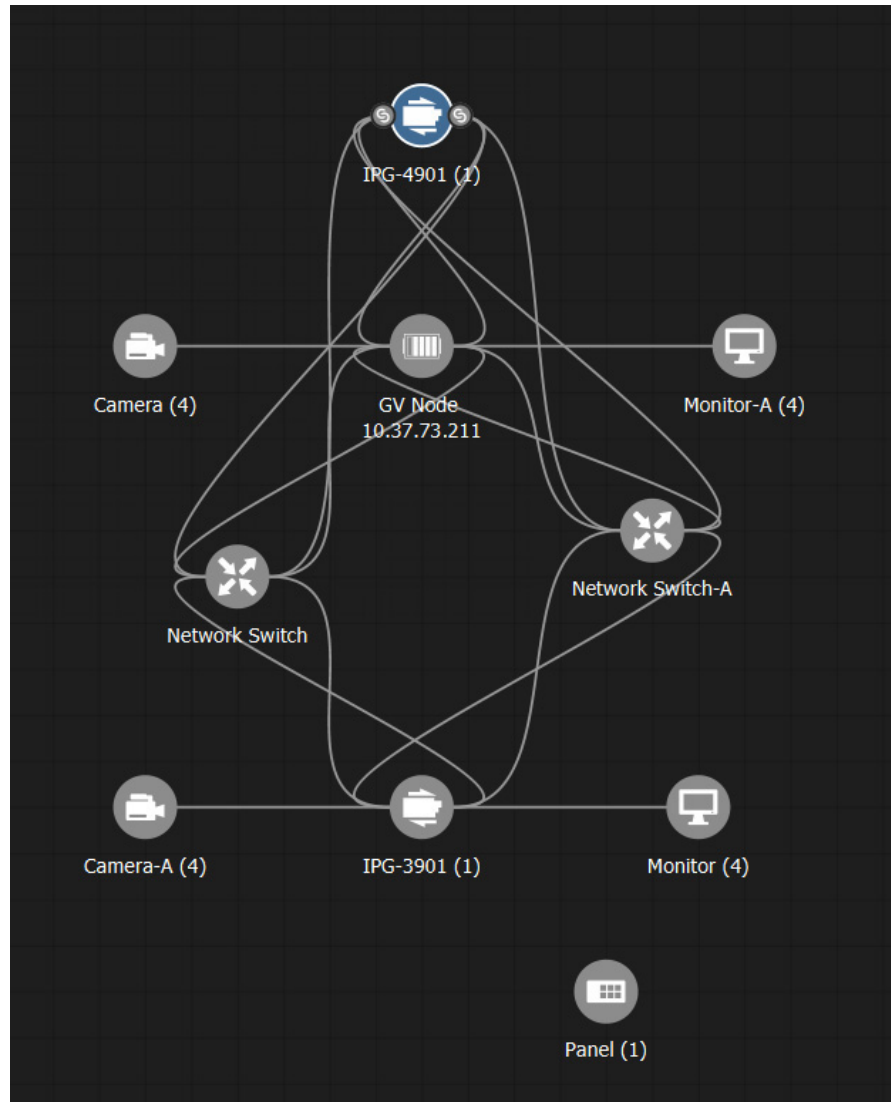 IPG-4901 (1)
Camera (4)
GV Node
10.37.73.211
Monitor-A (4)
Network Switch-A
Network Switch
Camera-A (4)
IPG-3901 (1)
Monitor (4)
Panel (1)